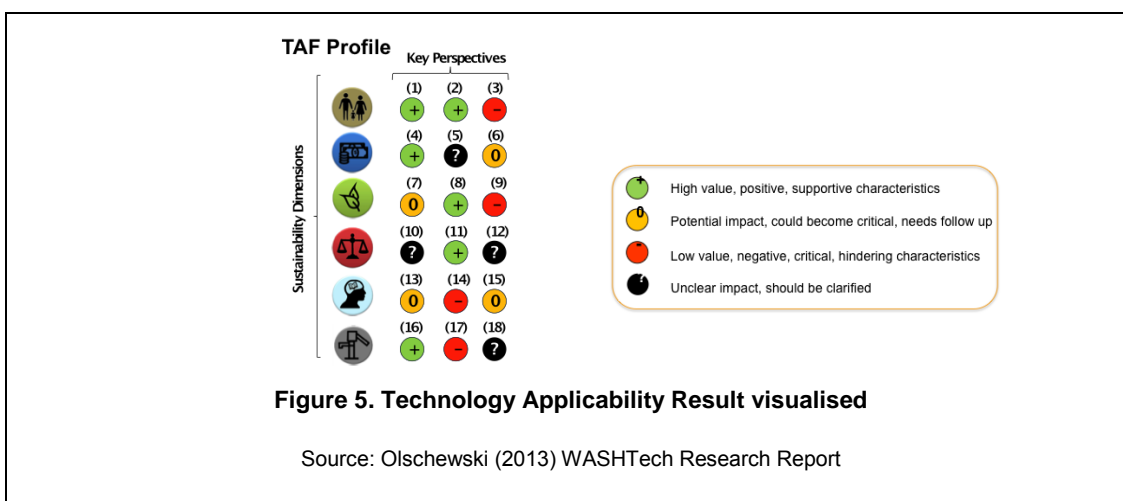 TAF Profile
Key Perspectives
Sustainability Dimensions
(1) (2) (3)
+ + -
(4) (5) (6)
+ ? 0
(7) (8) (9)
0 + -
(10) (11) (12)
? + ?
(13) (14) (15)
0 - 0
(16) (17) (18)
+ - ?
+ High value, positive, supportive characteristics
0 Potential impact, could become critical, needs follow up
- Low value, negative, critical, hindering characteristics
? Unclear impact, should be clarified
Figure 5. Technology Applicability Result visualised
Source: Olschewski (2013) WASHTech Research Report